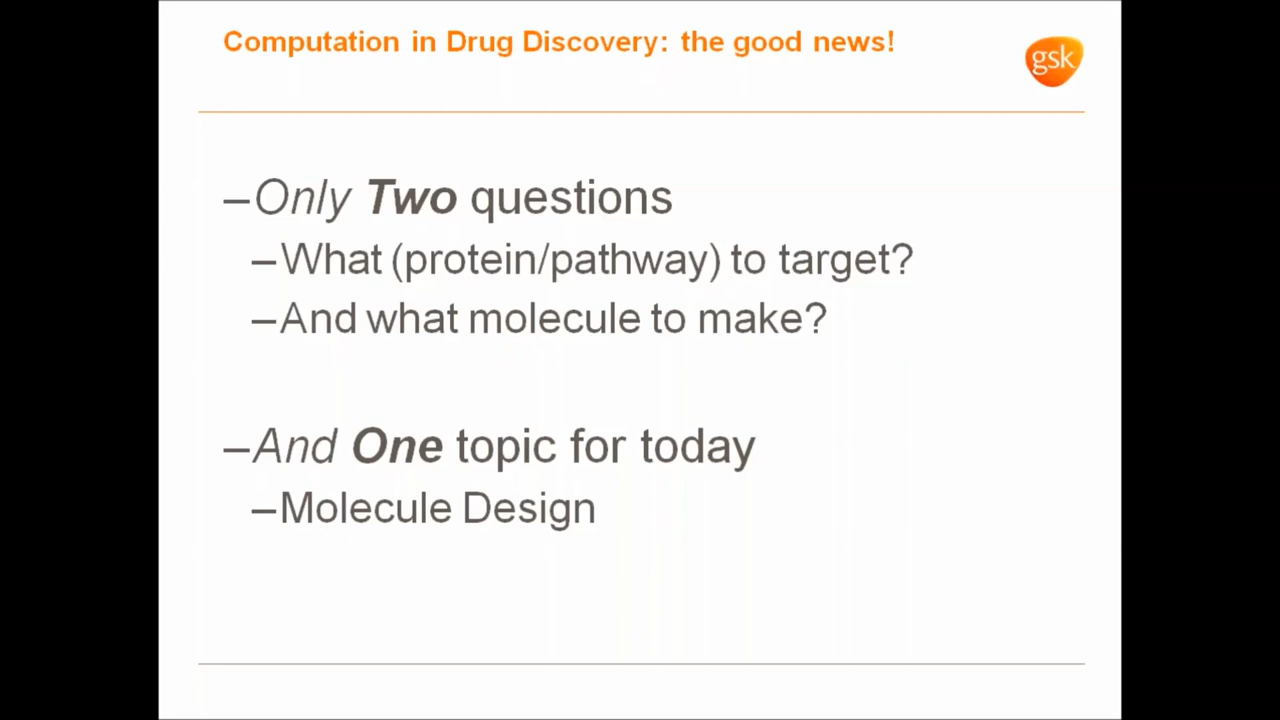 Computation in Drug Discovery: the good news!
gsk
–Only Two questions
–What (protein/pathway) to target?
–And what molecule to make?
–And One topic for today
–Molecule Design